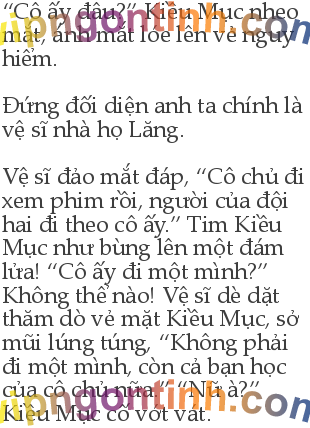 “Cô ấy đâu?” Kiều Mục nheo
mắt, ánh mắt lóe lên vẻ nguy
hiểm.
Đứng đối diện anh ta chính là
vệ sĩ nhà họ Lăng.
Vệ sĩ đảo mắt đáp, “Cô chủ đi
xem phim rồi, người của đội
hai đi theo cô ấy.” Tim Kiều
Mục như bùng lên một đám
lửa! “Cô ấy đi một mình?”
Không thể nào! Vệ sĩ dè dặt
thăm dò vẻ mặt Kiều Mục, sờ
mũi lúng túng, “Không phải
đi một mình, còn cả bạn học
của cô chủ nữa.” “Nữ à?”
Kiều Mục cố vớt vát.
vipngontinh.com
vipngontinh.com